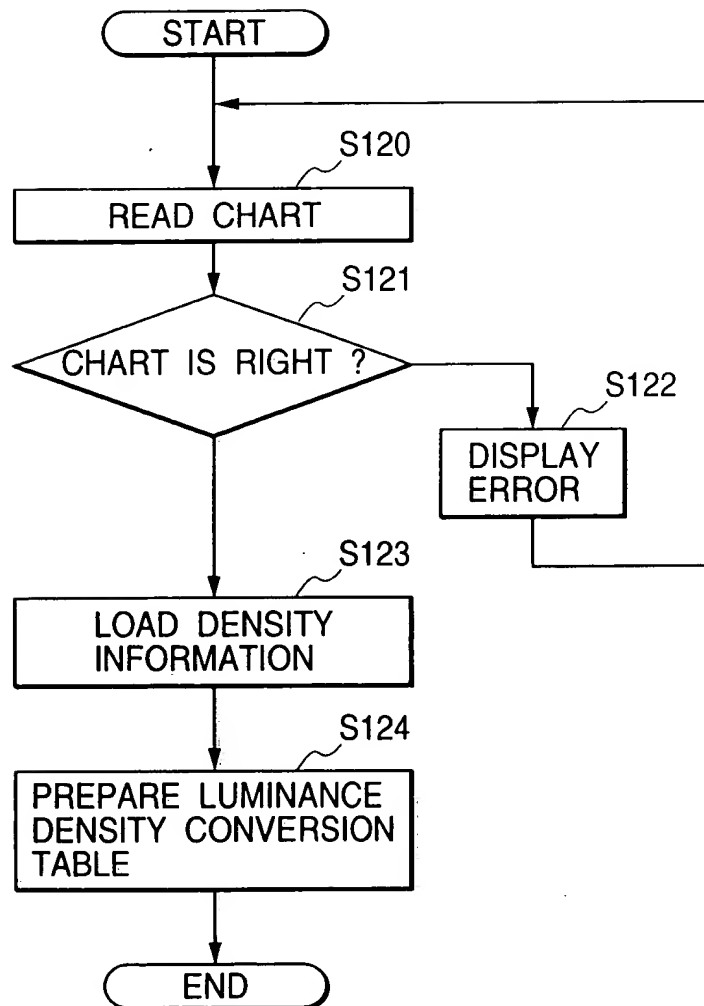 START
S120
READ CHART
S121
CHART IS RIGHT ?
S122
DISPLAY
ERROR
S123
LOAD DENSITY
INFORMATION
S124
PREPARE LUMINANCE
DENSITY CONVERSION
TABLE
END